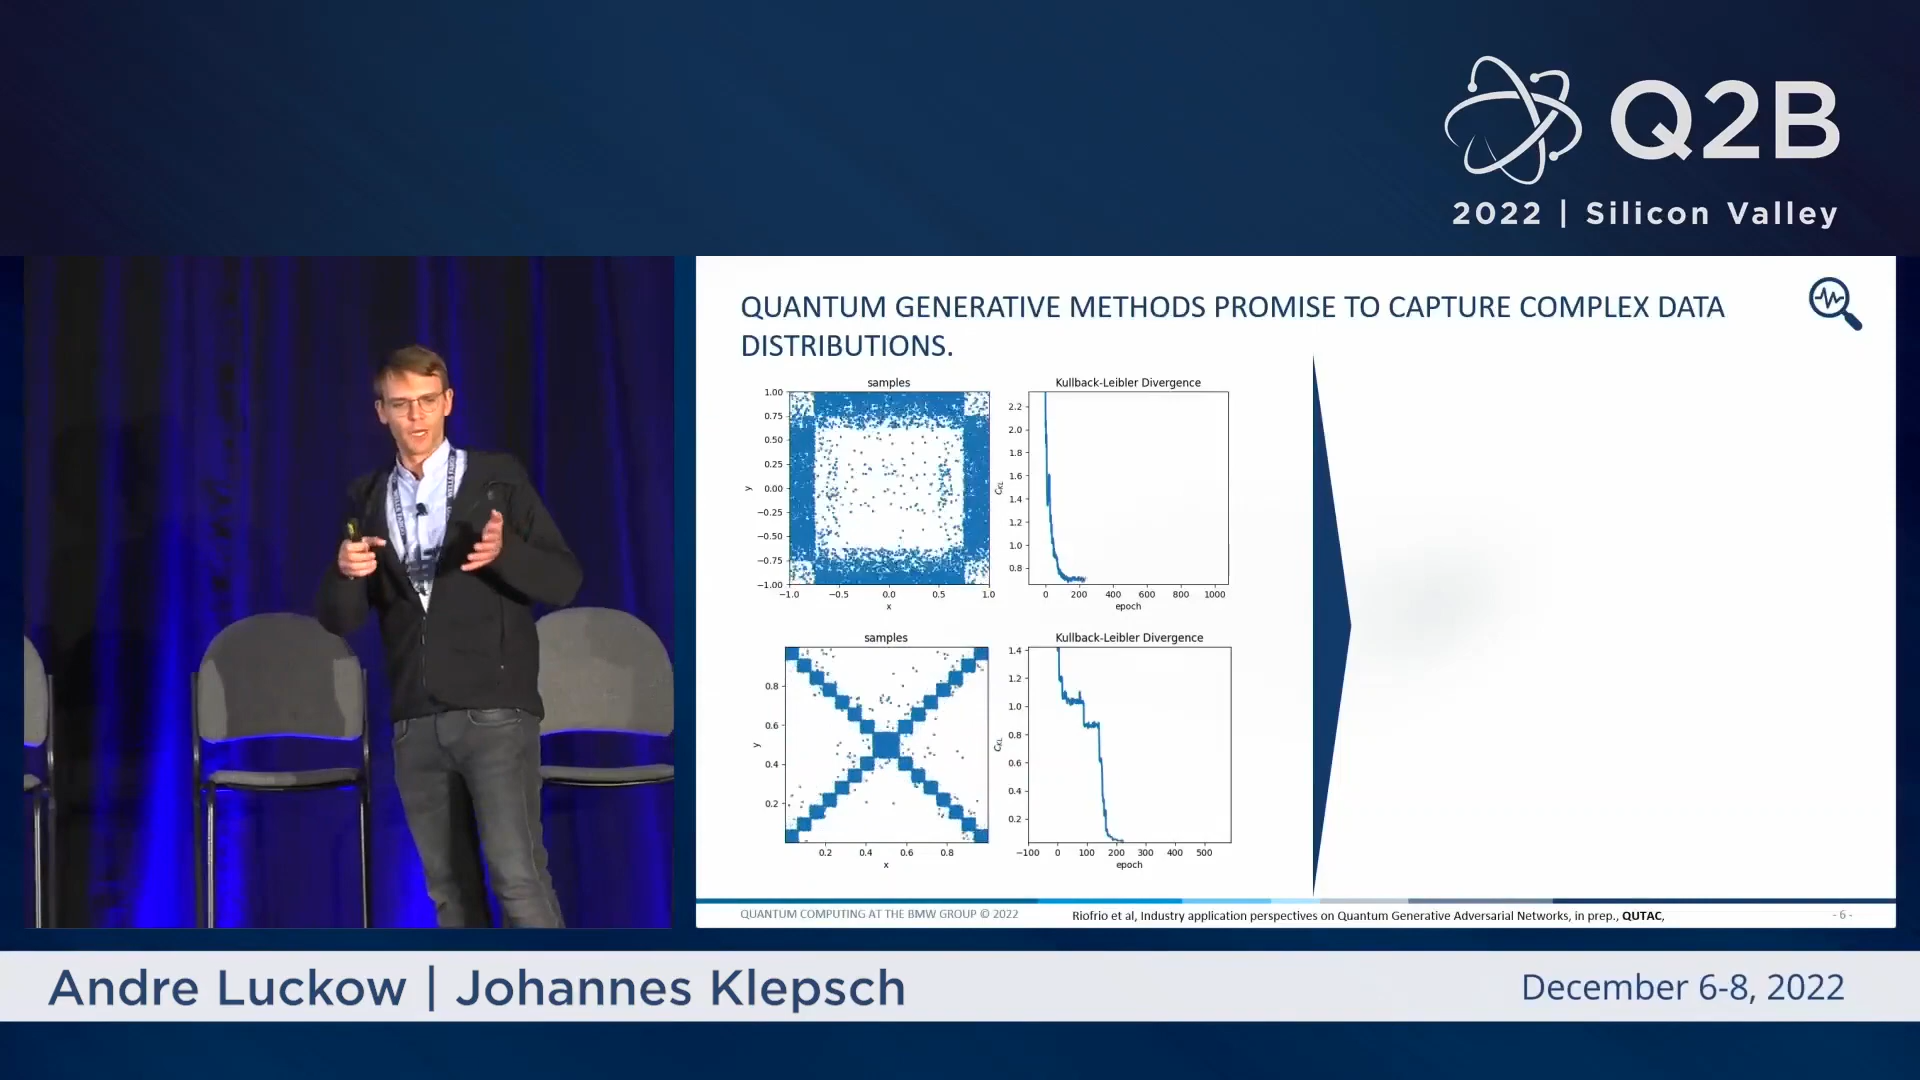 Q2B
2022 | Silicon Valley
QUANTUM GENERATIVE METHODS PROMISE TO CAPTURE COMPLEX DATA
DISTRIBUTIONS.
samples
1.00
0.75
0.50
0.25
0.00
−0.25
−0.50
−0.75
−1.00
y
−1.0 −0.5 0.0 0.5 1.0
x
Kullback-Leibler Divergence
2.2
2.0
1.8
1.6
1.4
1.2
1.0
0.8
C_KL
0 200 400 600 800 1000
epoch
samples
0.8
0.6
0.4
0.2
y
0.2 0.4 0.6 0.8
x
Kullback-Leibler Divergence
1.4
1.2
1.0
0.8
0.6
0.4
0.2
C_KL
−100 0 100 200 300 400 500
epoch
QUANTUM COMPUTING AT THE BMW GROUP © 2022
Riofrio et al, Industry application perspectives on Quantum Generative Adversarial Networks, in prep., QUTAC,
- 6 -
Andre Luckow | Johannes Klepsch
December 6-8, 2022